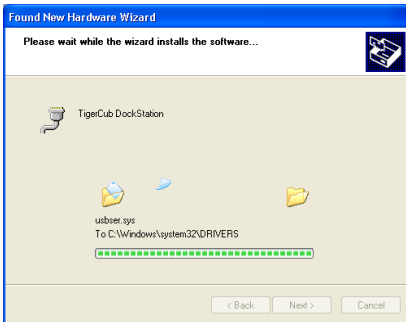 Found New Hardware Wizard
Please wait while the wizard installs the software...
TigerCub DockStation
usbser.sys
To C:\Windows\system32\DRIVERS
< Back Next > Cancel